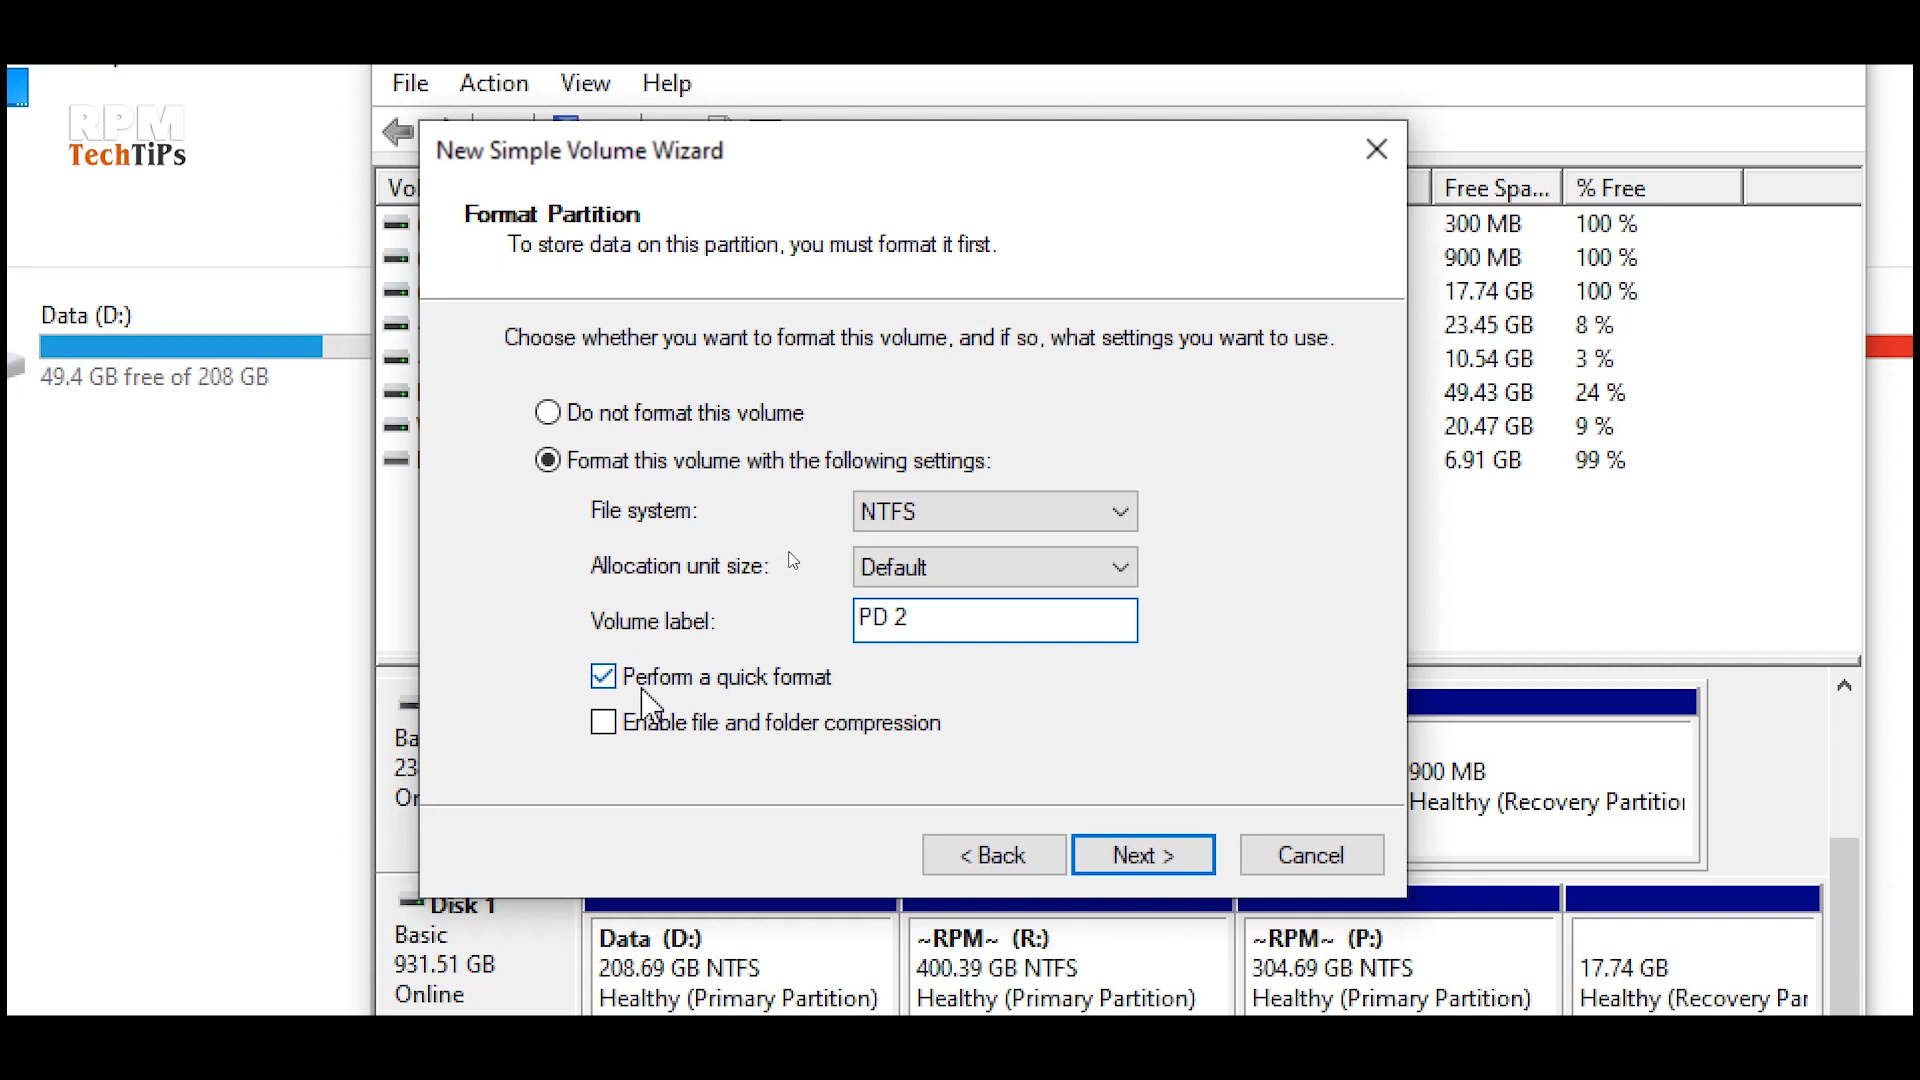 File Action View Help
RPM
TechTiPs
New Simple Volume Wizard
Free Spa... % Free
Format Partition
To store data on this partition, you must format it first.
300 MB 100 %
900 MB 100 %
17.74 GB 100 %
23.45 GB 8 %
10.54 GB 3 %
49.43 GB 24 %
20.47 GB 9 %
6.91 GB 99 %
Data (D:)
49.4 GB free of 208 GB
Choose whether you want to format this volume, and if so, what settings you want to use.
Do not format this volume
Format this volume with the following settings:
File system: NTFS
Allocation unit size: Default
Volume label: PD 2
Perform a quick format
Enable file and folder compression
< Back Next > Cancel
900 MB
Healthy (Recovery Partition
Disk 1
Basic
931.51 GB
Online
Data (D:)
208.69 GB NTFS
Healthy (Primary Partition)
~RPM~ (R:)
400.39 GB NTFS
Healthy (Primary Partition)
~RPM~ (P:)
304.69 GB NTFS
Healthy (Primary Partition)
17.74 GB
Healthy (Recovery Par